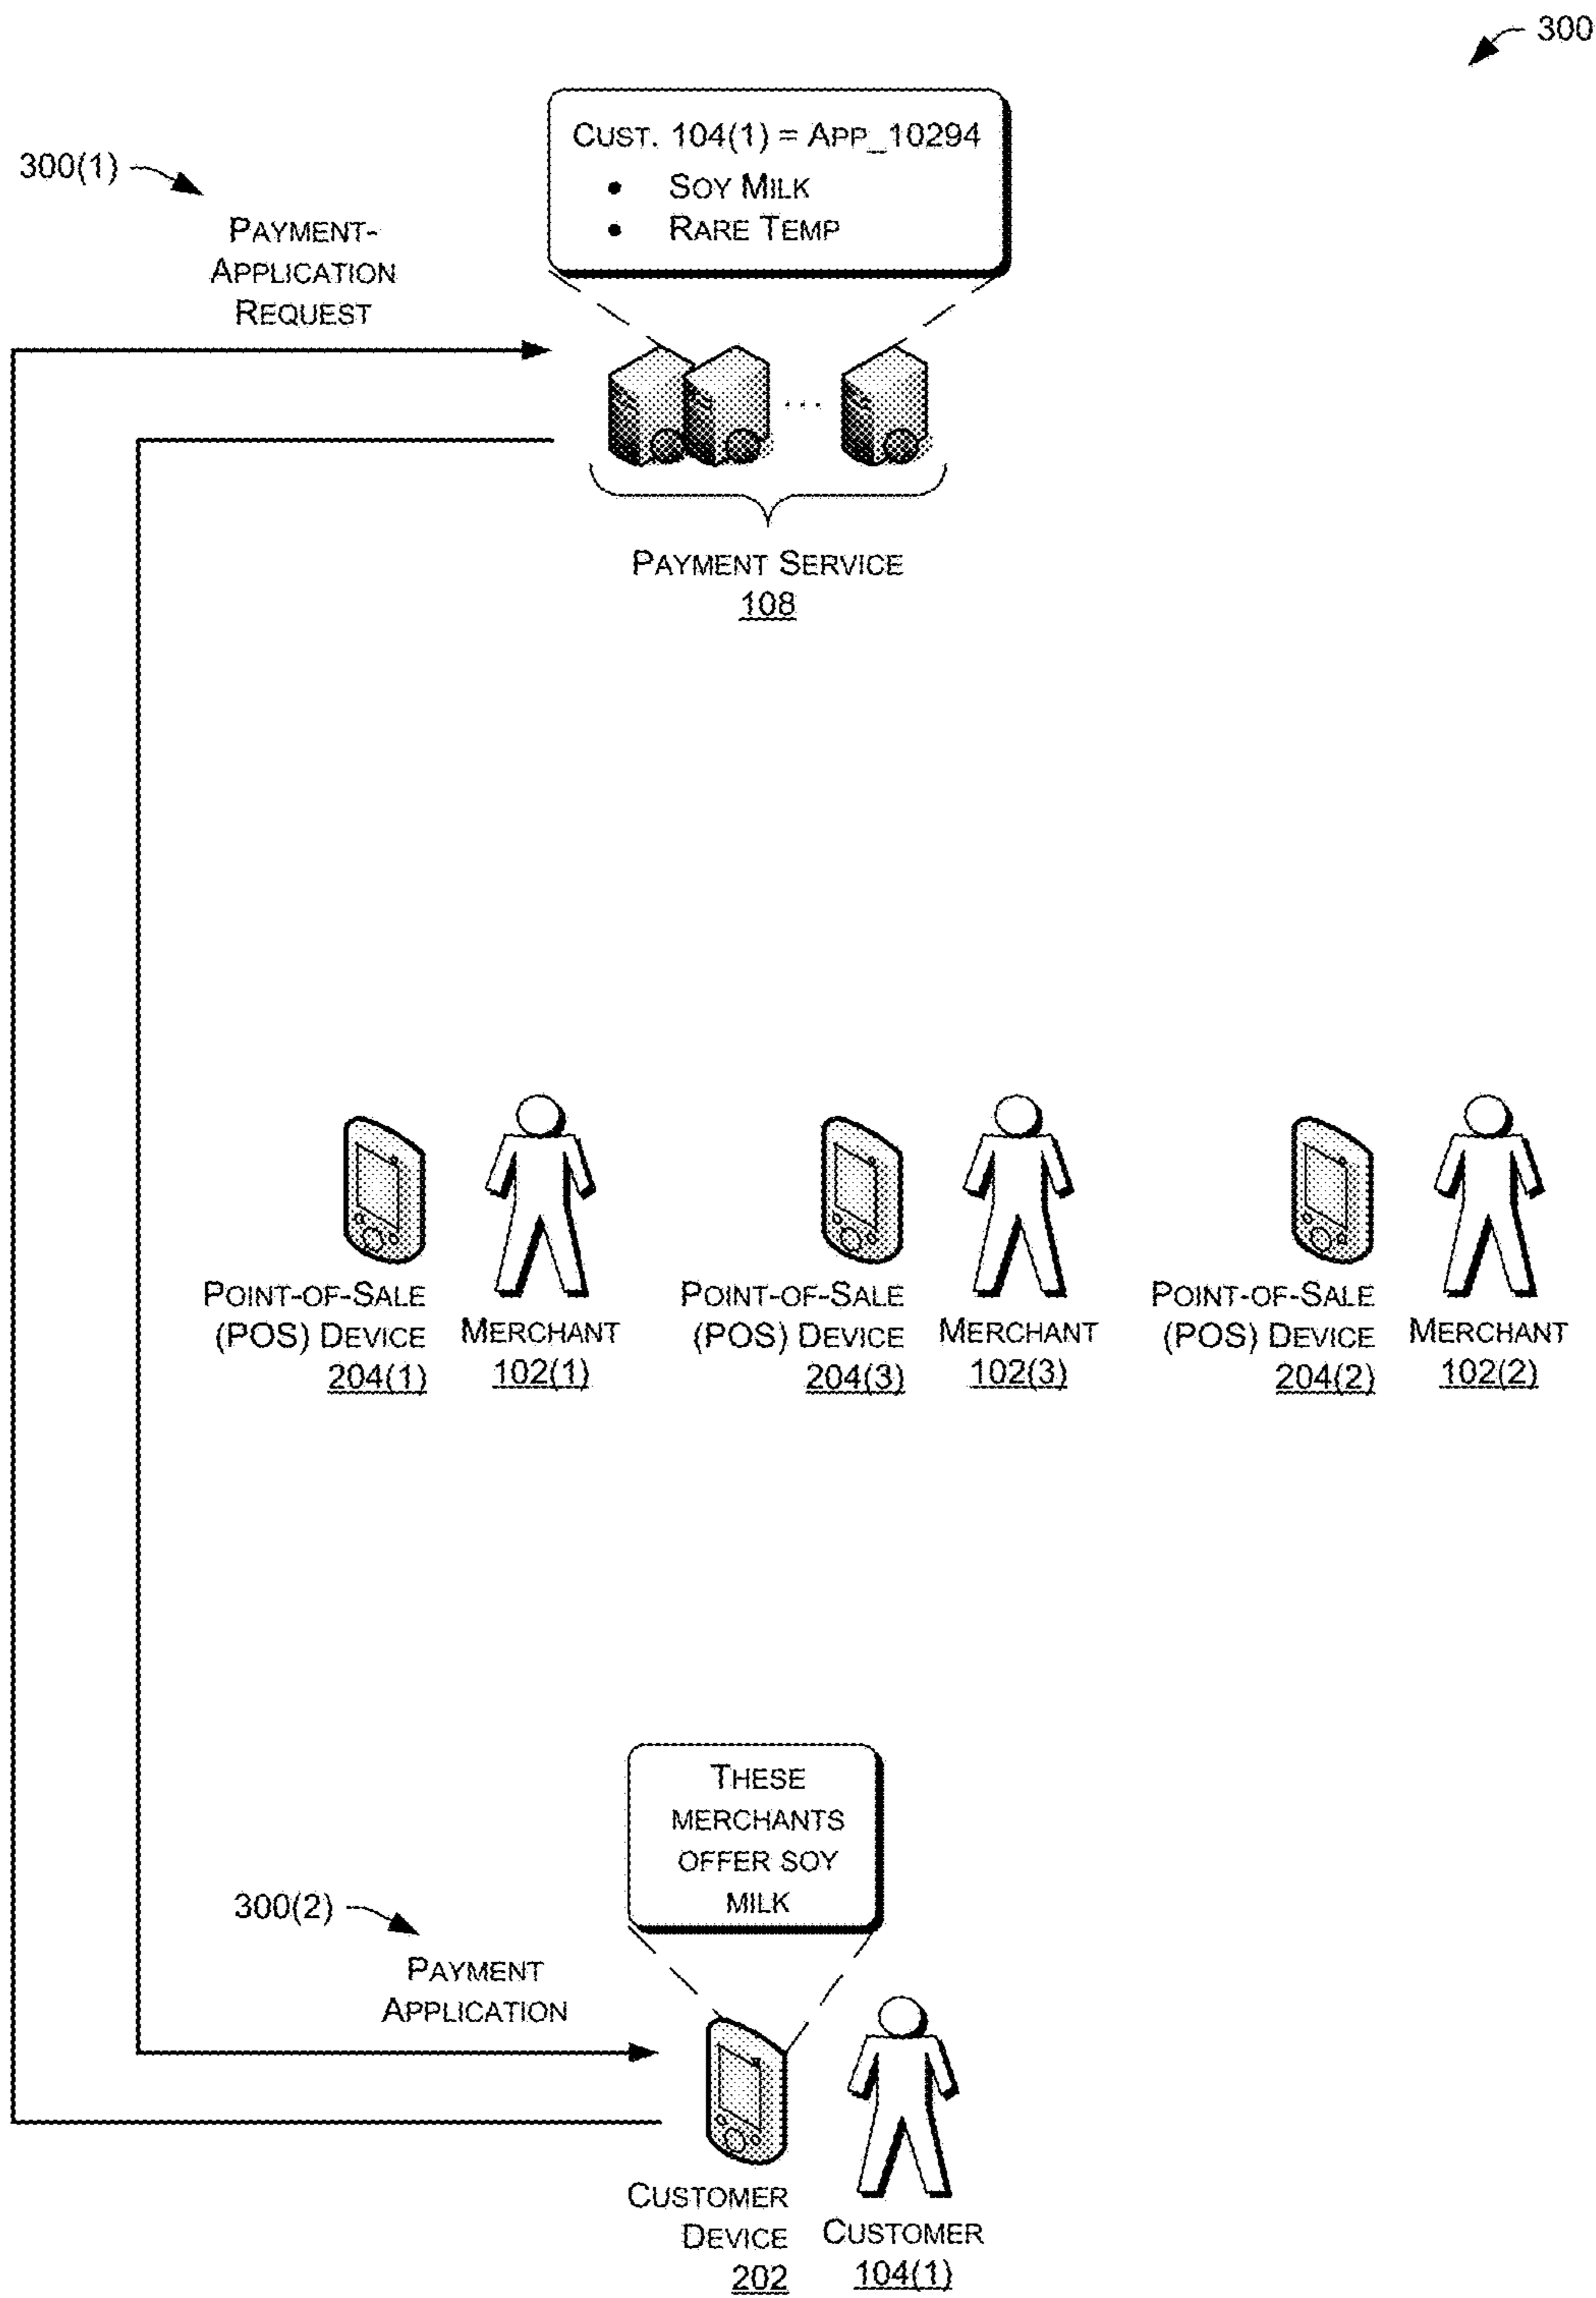 300
CUST. 104(1) = APP_10294
• SOY MILK
• RARE TEMP
300(1)
PAYMENT-
APPLICATION
REQUEST
...
PAYMENT SERVICE
108
POINT-OF-SALE
(POS) DEVICE
204(1)
MERCHANT
102(1)
POINT-OF-SALE
(POS) DEVICE
204(3)
MERCHANT
102(3)
POINT-OF-SALE
(POS) DEVICE
204(2)
MERCHANT
102(2)
THESE
MERCHANTS
OFFER SOY
MILK
300(2)
PAYMENT
APPLICATION
CUSTOMER
DEVICE
202
CUSTOMER
104(1)